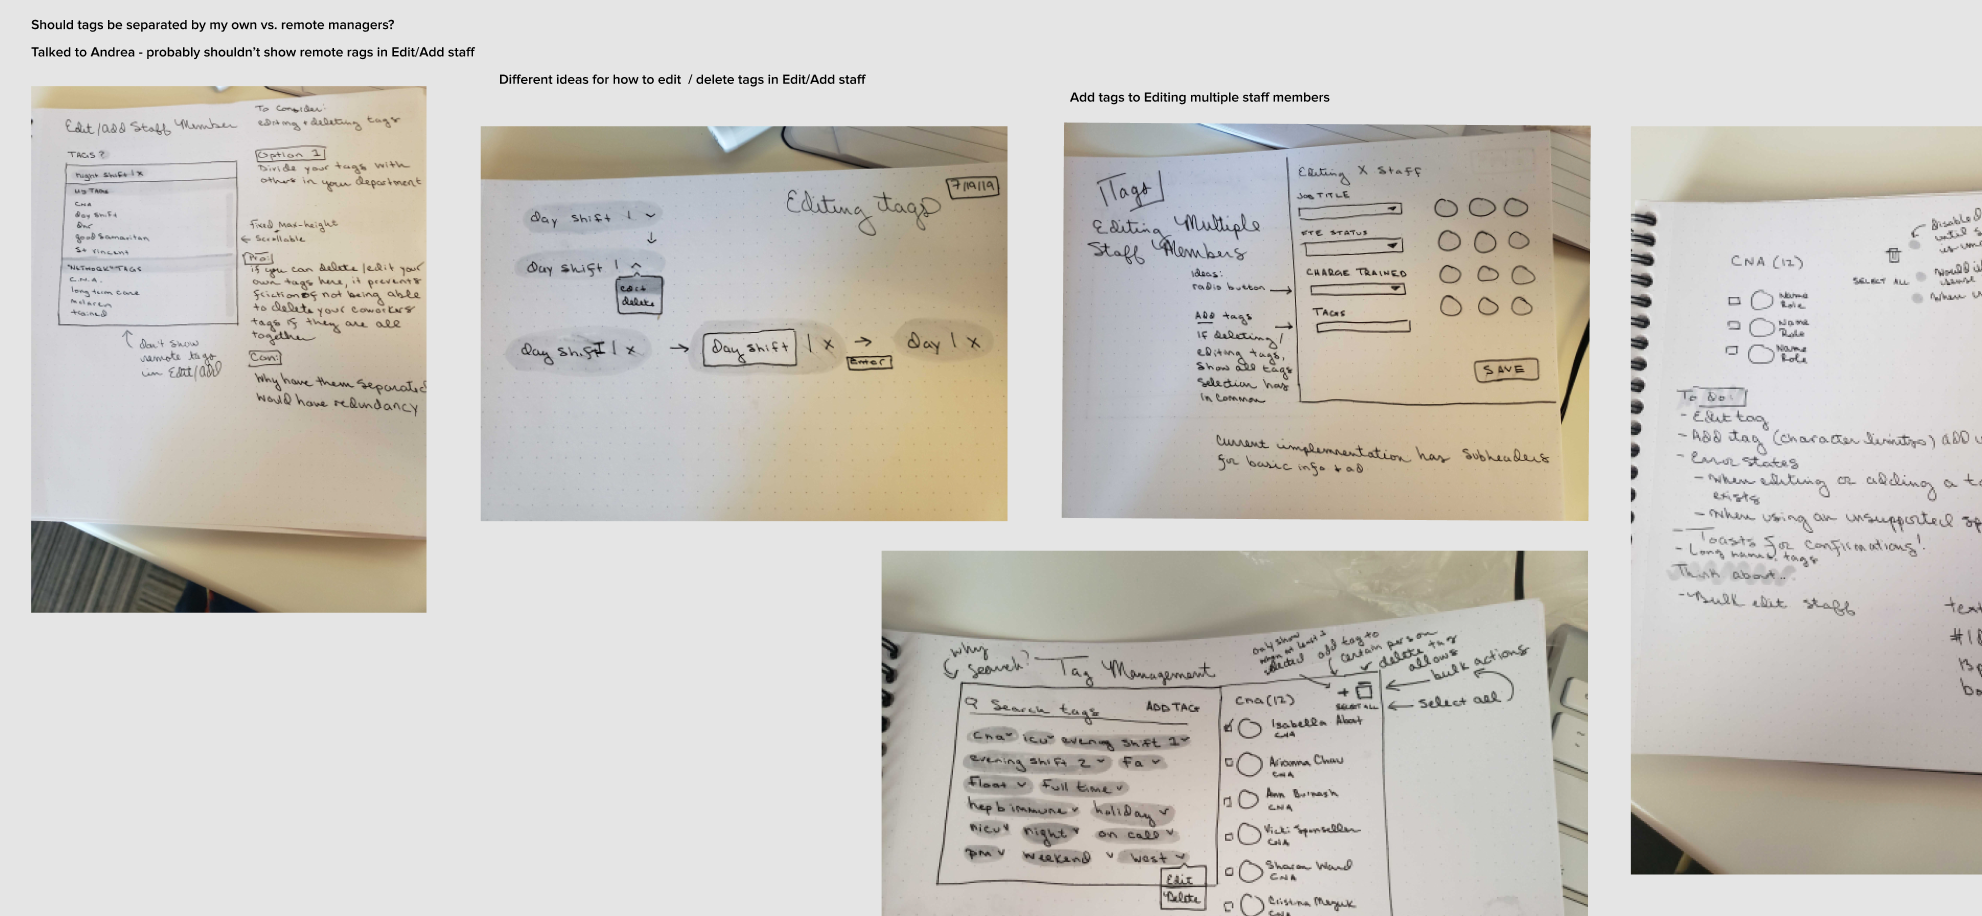 Should tags be separated by my own vs. remote managers?
Talked to Andrea - probably shouldn't show remote rags in Edit/Add staff
Edit/add Staff Member
TAGS?
night shift | x
MY TAGS
CNA
day shift
good samaritan
St vincent
"NETWORK" TAGS
C.N.A.
long term care
trained
don't show
remote tags
in Edit/add
To Consider:
editing + deleting tags
Option 1
Divide your tags with
others in your department
fixed max-height
← Scrollable
Pro:
if you can delete/edit your
own tags here, it prevents
friction of not being able
to delete your coworkers
tags if they are all
together
Con:
Why have them separated
would have redundancy
Different ideas for how to edit / delete tags in Edit/Add staff
7/19/19
Editing tags
day shift |
day shift |
edit
delete
day shift | x → day shift | x → day | x
Enter
Add tags to Editing multiple staff members
Tags
Editing Multiple
Staff Members
ideas:
radio button →
ADD tags
if deleting/
editing tags,
show all tags
selection has
in common
Editing X Staff
JOB TITLE
FTE STATUS
CHARGE TRAINED
TAGS
SAVE
Current implemnentation has subheaders
for basic info + ad
why
search?
Tag Management
only show
when at least 1
selected
add tag to
certain person
delete tag
allows
bulk actions
select all
Search tags
ADD TAG
cna icu evening shift 1
evening shift 2 fa
float full time
hep b immune holiday
nicu night on call
pm weekend west
Edit
Delete
cna (12)
+
SELECT ALL
Isabella Abart
CNA
Arianna Chau
CNA
Ann Burnash
CNA
Vicki Sponseller
CNA
Sharon Ward
CNA
Cristina
CNA
disabled
until s
CNA (12)
SELECT ALL
would i
when u
Name
Role
Name
Role
Name
Role
To Do:
- Edit tag
- Add tag (character limits) add
- Error states
- When editing or adding a t
exists
- When using an unsupported sp
- Toasts for confirmations!
- Long names, tags
Think about...
- Bulk edit staff
text
#18
13p
bo